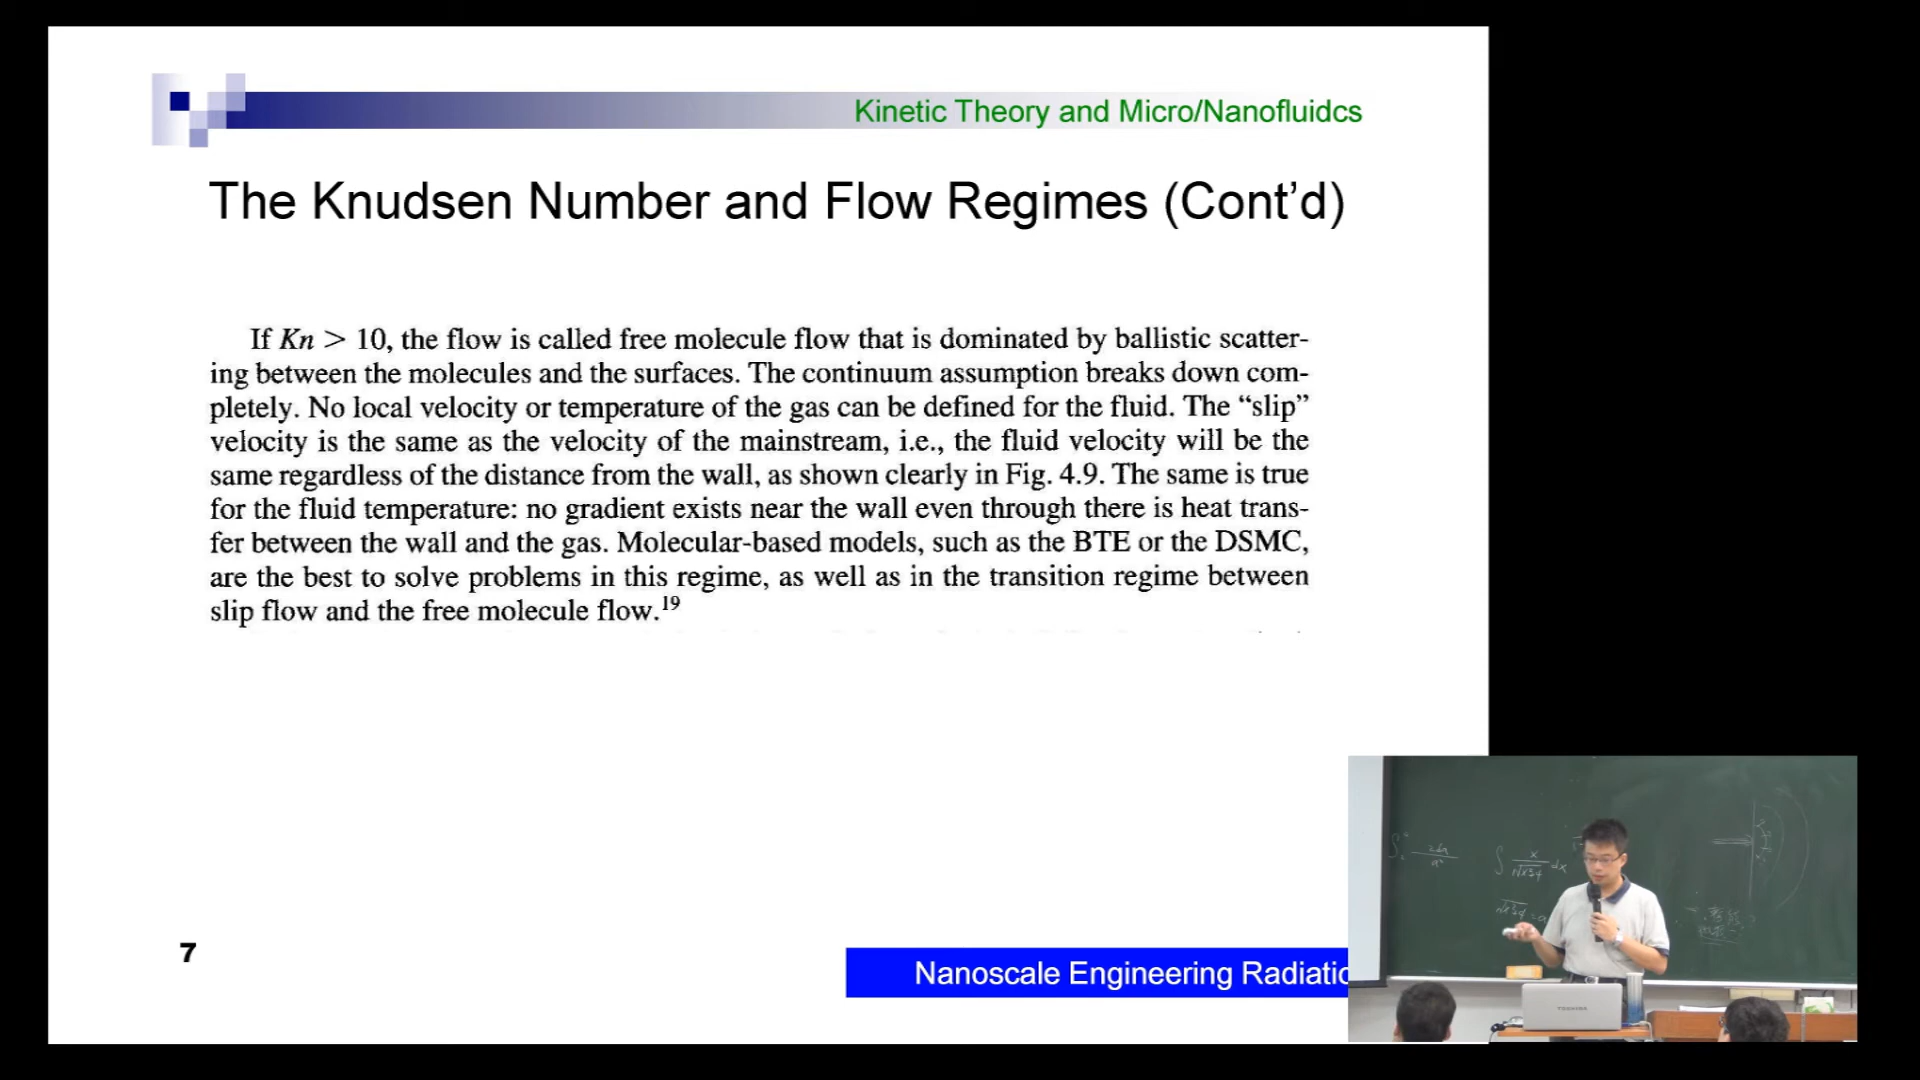 Kinetic Theory and Micro/Nanofluidcs
The Knudsen Number and Flow Regimes (Cont’d)
If Kn > 10, the flow is called free molecule flow that is dominated by ballistic scatter-
ing between the molecules and the surfaces. The continuum assumption breaks down com-
pletely. No local velocity or temperature of the gas can be defined for the fluid. The “slip”
velocity is the same as the velocity of the mainstream, i.e., the fluid velocity will be the
same regardless of the distance from the wall, as shown clearly in Fig. 4.9. The same is true
for the fluid temperature: no gradient exists near the wall even through there is heat trans-
fer between the wall and the gas. Molecular-based models, such as the BTE or the DSMC,
are the best to solve problems in this regime, as well as in the transition regime between
slip flow and the free molecule flow.19
7
Nanoscale Engineering Radiatio
TOSHIBA